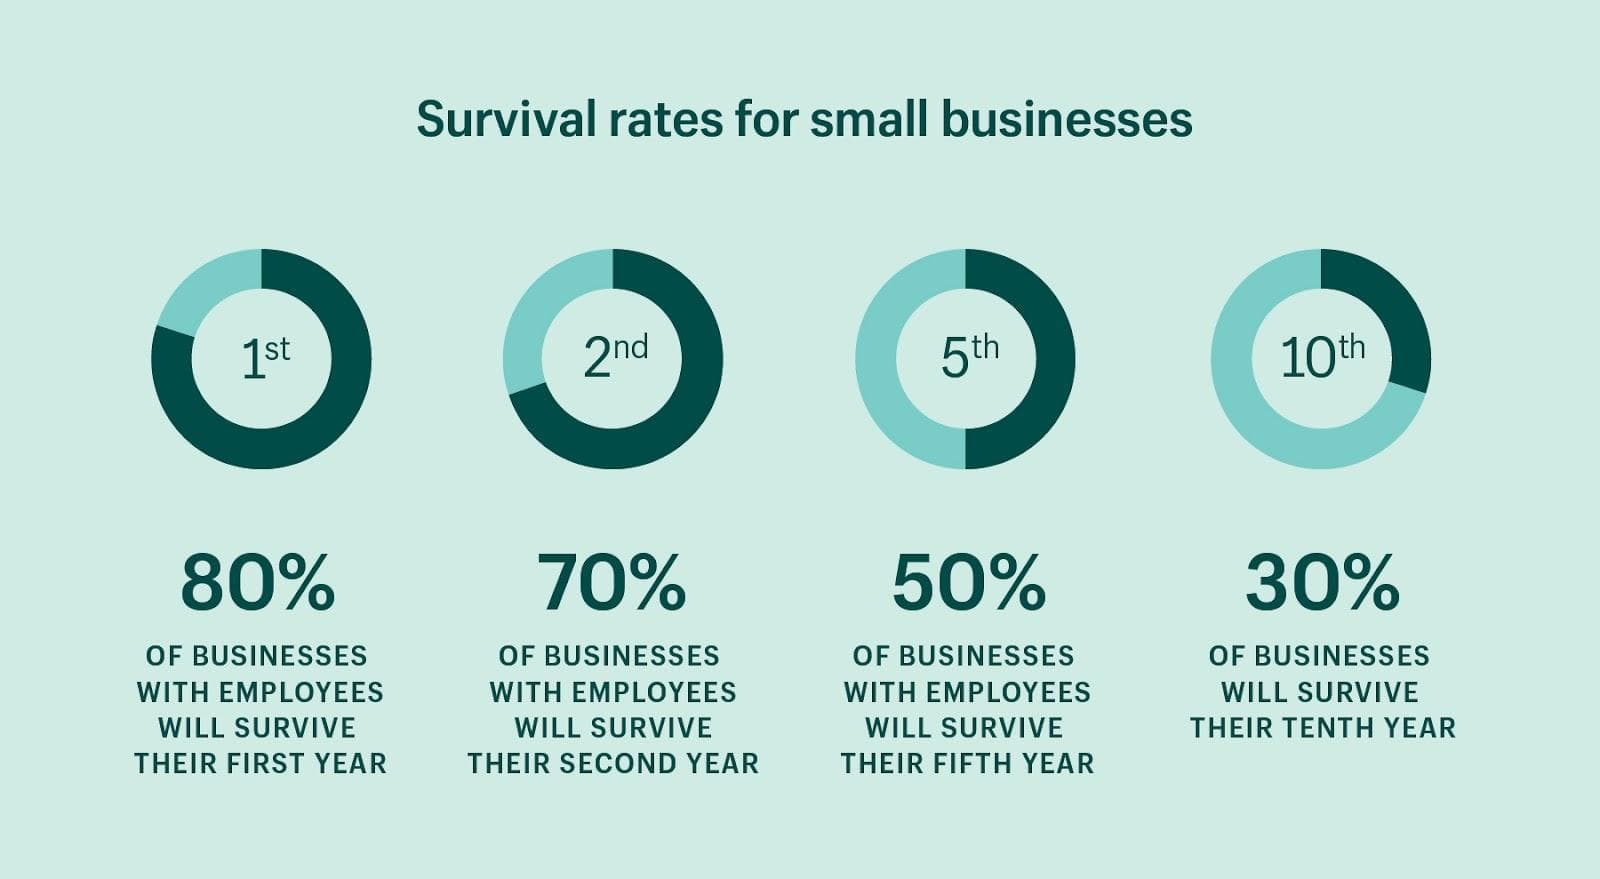 Survival rates for small businesses
1st
2nd
5th
10th
80%
OF BUSINESSES
WITH EMPLOYEES
WILL SURVIVE
THEIR FIRST YEAR
70%
OF BUSINESSES
WITH EMPLOYEES
WILL SURVIVE
THEIR SECOND YEAR
50%
OF BUSINESSES
WITH EMPLOYEES
WILL SURVIVE
THEIR FIFTH YEAR
30%
OF BUSINESSES
WILL SURVIVE
THEIR TENTH YEAR